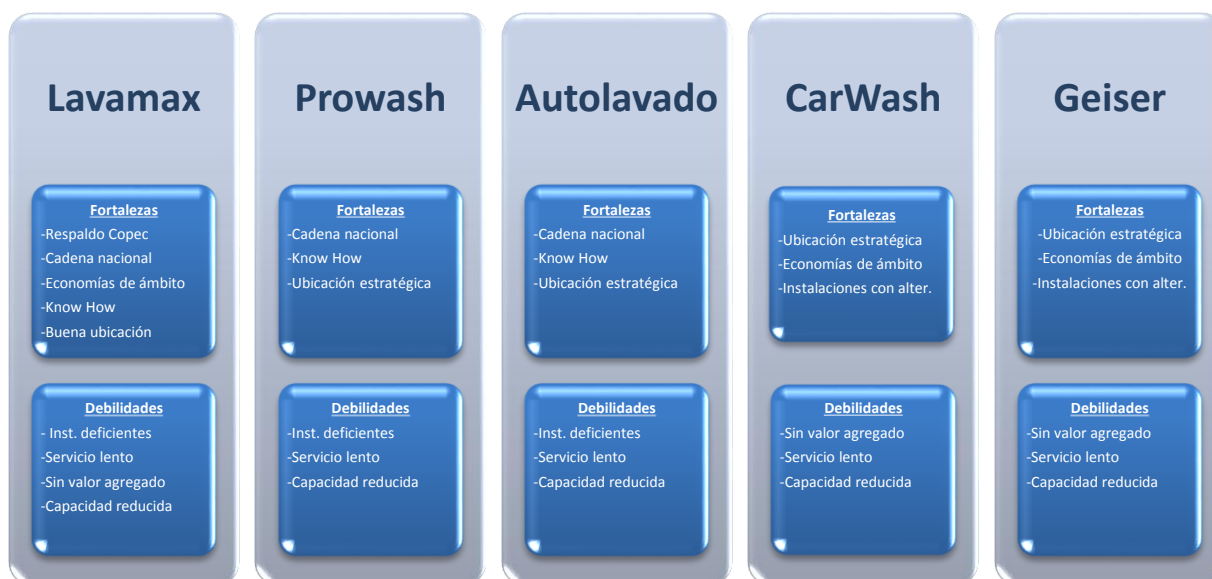 Lavamax
Fortalezas
-Respaldo Copec
-Cadena nacional
-Economías de ámbito
-Know How
-Buena ubicación
Debilidades
- Inst. deficientes
-Servicio lento
-Sin valor agregado
-Capacidad reducida
Prowash
Fortalezas
-Cadena nacional
-Know How
-Ubicación estratégica
Debilidades
-Inst. deficientes
-Servicio lento
-Capacidad reducida
Autolavado
Fortalezas
-Cadena nacional
-Know How
-Ubicación estratégica
Debilidades
-Inst. deficientes
-Servicio lento
-Capacidad reducida
CarWash
Fortalezas
-Ubicación estratégica
-Economías de ámbito
-Instalaciones con alter.
Debilidades
-Sin valor agregado
-Servicio lento
-Capacidad reducida
Geiser
Fortalezas
-Ubicación estratégica
-Economías de ámbito
-Instalaciones con alter.
Debilidades
-Sin valor agregado
-Servicio lento
-Capacidad reducida